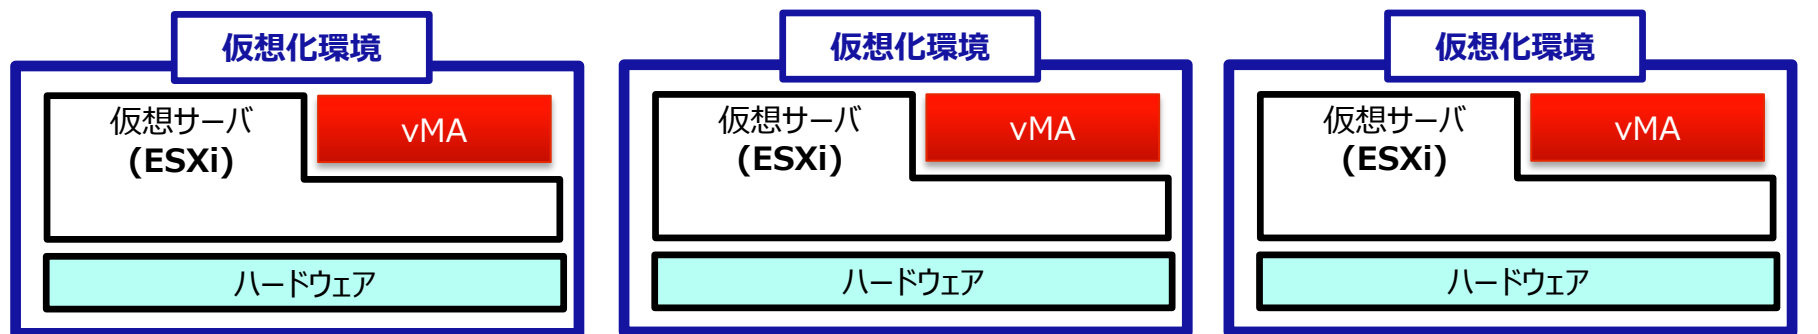 仮想化環境
仮想サーバ
(ESXi)
vMA
ハードウェア
仮想化環境
仮想サーバ
(ESXi)
vMA
ハードウェア
仮想化環境
仮想サーバ
(ESXi)
vMA
ハードウェア